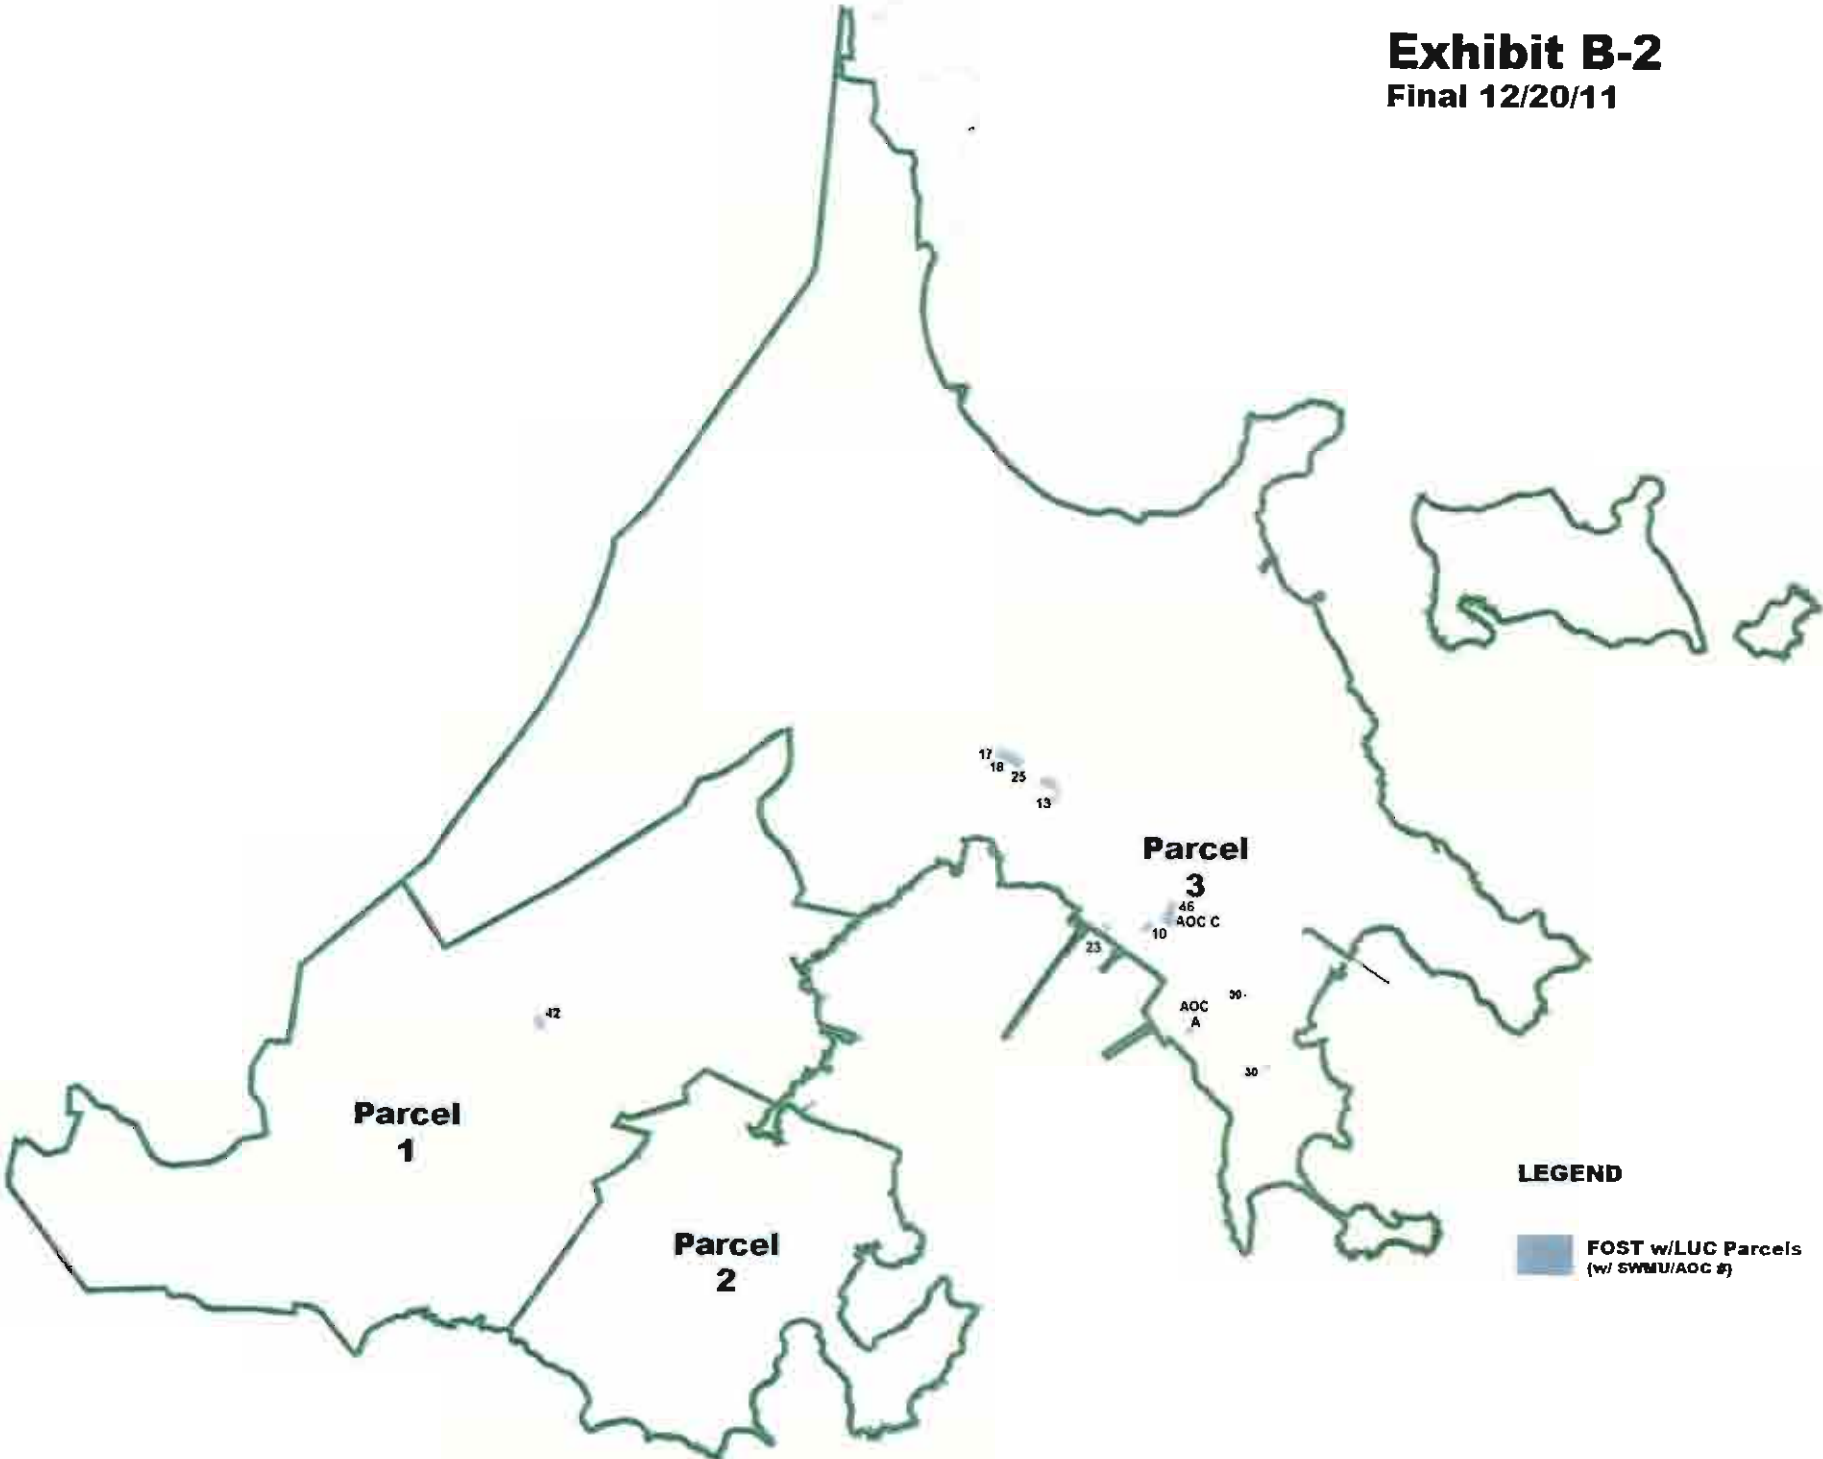 Exhibit B-2
Final 12/20/11
17
18
25
13
Parcel
3
46
AOC C
10
23
AOC
A
30
42
Parcel
1
Parcel
2
LEGEND
FOST w/LUC Parcels
(w/ SWMU/AOC #)